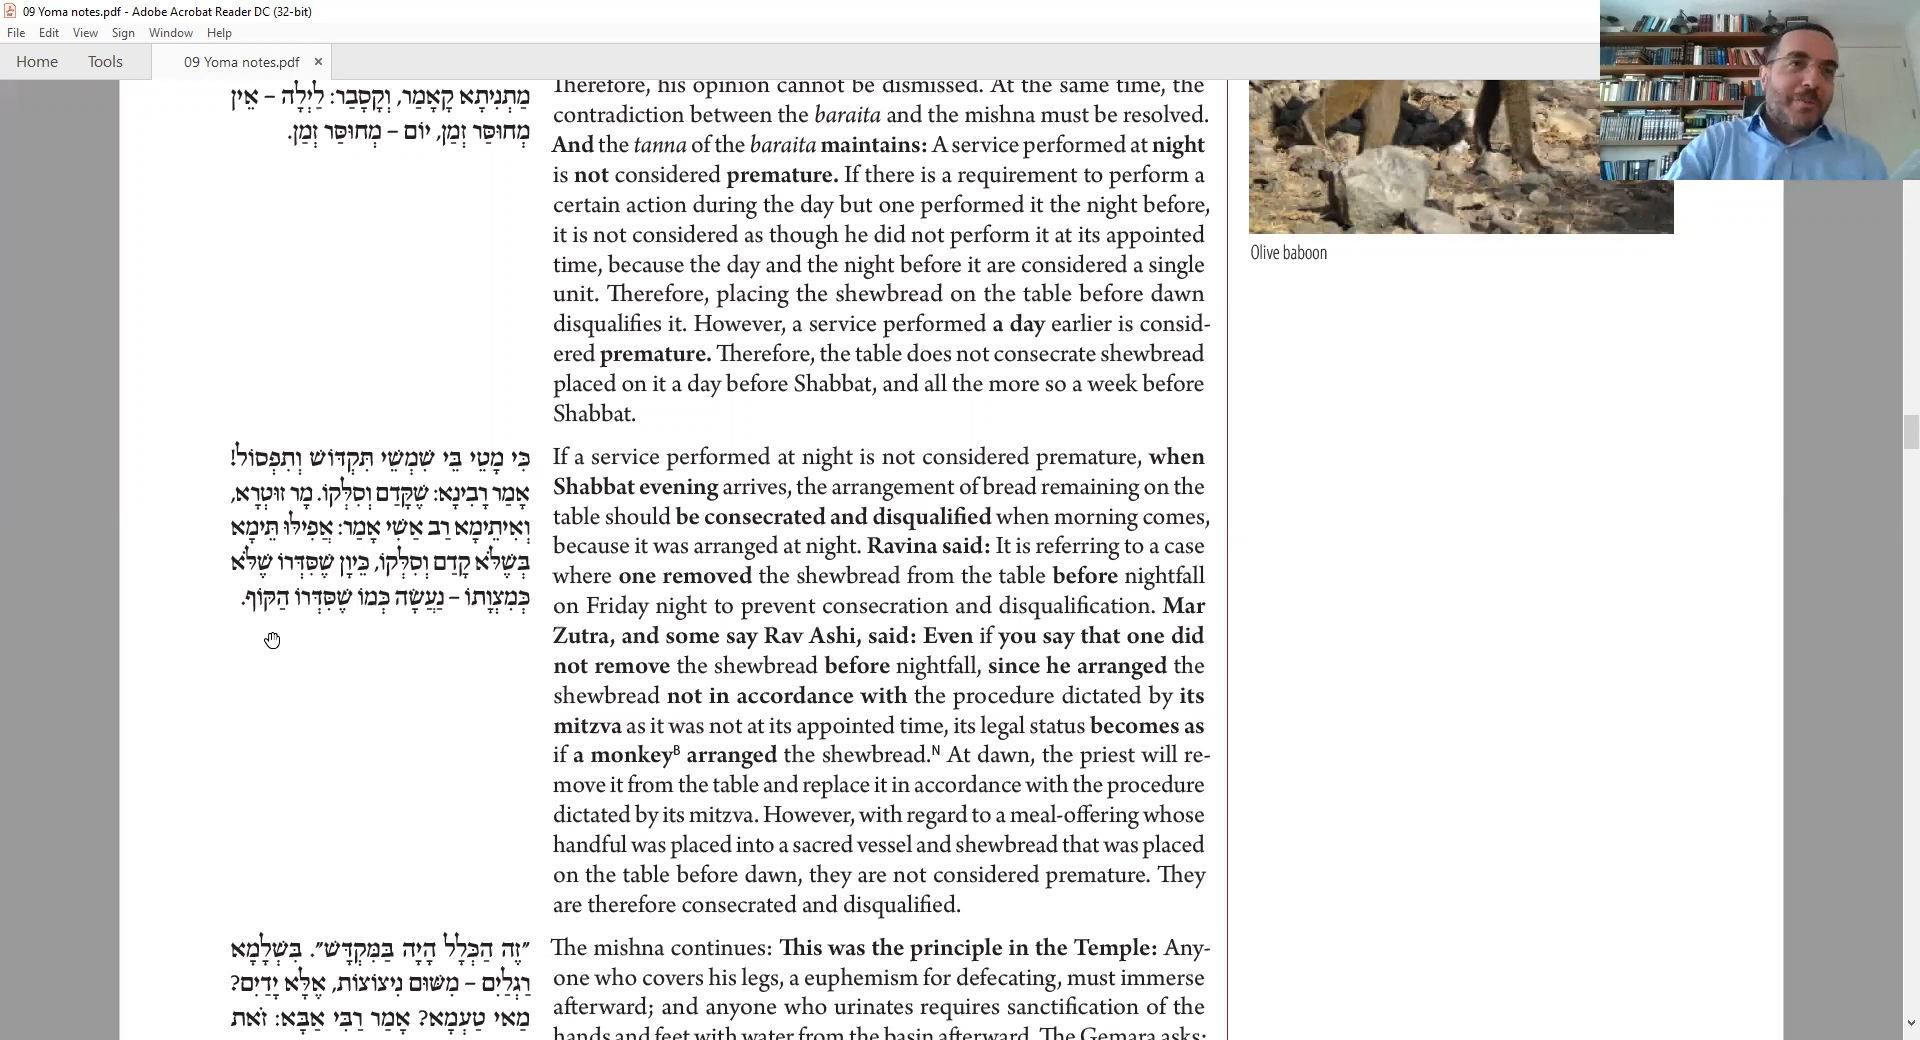 09 Yoma notes.pdf - Adobe Acrobat Reader DC (32-bit)
File Edit View Sign Window Help
Home Tools 09 Yoma notes.pdf ×
מַתְנִיתָא קָאָמַר, וְקָסָבַר: לַיְלָה – אֵין
מְחוּסַּר זְמַן, יוֹם – מְחוּסַּר זְמַן.
Therefore, his opinion cannot be dismissed. At the same time, the
contradiction between the baraita and the mishna must be resolved.
And the tanna of the baraita maintains: A service performed at night
is not considered premature. If there is a requirement to perform a
certain action during the day but one performed it the night before,
it is not considered as though he did not perform it at its appointed
time, because the day and the night before it are considered a single
unit. Therefore, placing the shewbread on the table before dawn
disqualifies it. However, a service performed a day earlier is consid-
ered premature. Therefore, the table does not consecrate shewbread
placed on it a day before Shabbat, and all the more so a week before
Shabbat.
Olive baboon
כִּי מָטֵי בֵּי שִׁמְשֵׁי תִּקְדּוֹשׁ וְתִפְסוֹל!
אָמַר רָבִינָא: שֶׁקָּדַם וְסִלְּקוֹ. מָר זוּטְרָא,
וְאִיתֵּימָא רַב אַשִׁי אָמַר: אֲפִילּוּ תֵּימָא
בְּשֶׁלֹּא קָדַם וְסִלְּקוֹ, כֵּיוָן שֶׁסִּדְּרוֹ שֶׁלֹּא
כְּמִצְוָתוֹ – נַעֲשָׂה כְּמוֹ שֶׁסִּדְּרוֹ הַקּוֹף.
If a service performed at night is not considered premature, when
Shabbat evening arrives, the arrangement of bread remaining on the
table should be consecrated and disqualified when morning comes,
because it was arranged at night. Ravina said: It is referring to a case
where one removed the shewbread from the table before nightfall
on Friday night to prevent consecration and disqualification. Mar
Zutra, and some say Rav Ashi, said: Even if you say that one did
not remove the shewbread before nightfall, since he arranged the
shewbread not in accordance with the procedure dictated by its
mitzva as it was not at its appointed time, its legal status becomes as
if a monkeyᴮ arranged the shewbread.ᴺ At dawn, the priest will re-
move it from the table and replace it in accordance with the procedure
dictated by its mitzva. However, with regard to a meal-offering whose
handful was placed into a sacred vessel and shewbread that was placed
on the table before dawn, they are not considered premature. They
are therefore consecrated and disqualified.
״זֶה הַכְּלָל הָיָה בַּמִּקְדָּשׁ״. בִּשְׁלָמָא
רַגְלַיִם – מִשּׁוּם נִיצוֹצוֹת, אֶלָּא יָדַיִם?
מַאי טַעְמָא? אָמַר רַבִּי אַבָּא: זֹאת
The mishna continues: This was the principle in the Temple: Any-
one who covers his legs, a euphemism for defecating, must immerse
afterward; and anyone who urinates requires sanctification of the
hands and feet with water from the basin afterward. The Gemara asks: